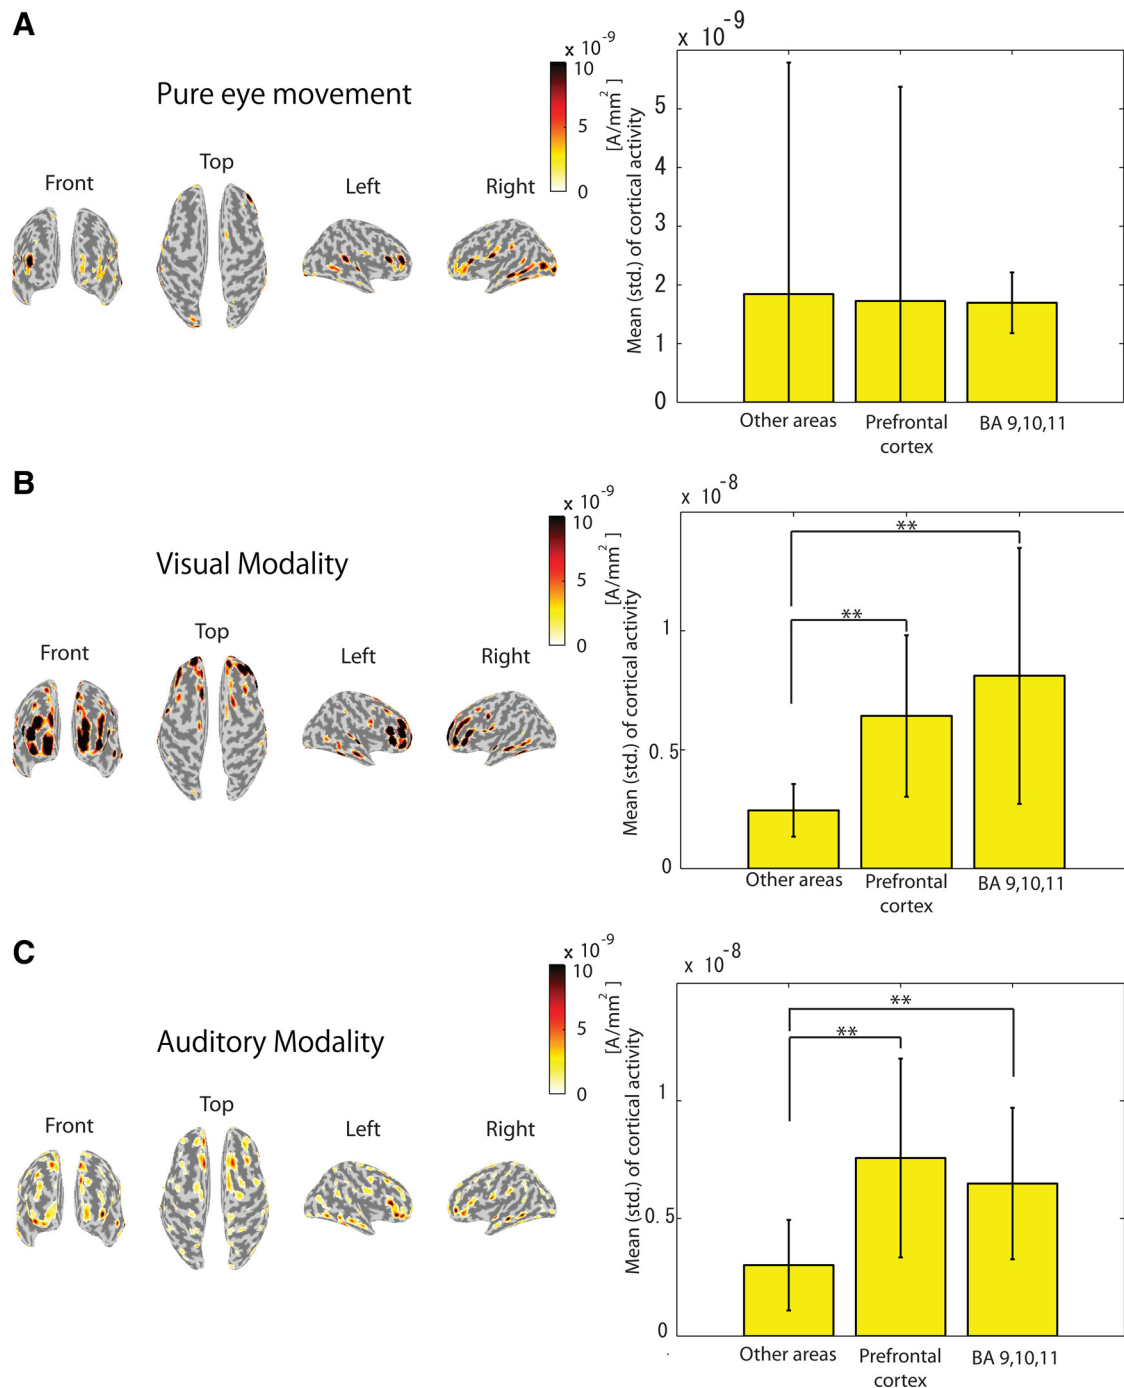 A
Pure eye movement
Front
Top
Left
Right
x 10-9
10
5
0
[A/mm2]
x 10-9
Mean (std.) of cortical activity
5
4
3
2
1
0
Other areas
Prefrontal
cortex
BA 9,10,11
B
Visual Modality
Front
Top
Left
Right
x 10-9
10
5
0
[A/mm2]
x 10-8
Mean (std.) of cortical activity
1
0.5
0
**
**
Other areas
Prefrontal
cortex
BA 9,10,11
C
Auditory Modality
Front
Top
Left
Right
x 10-9
10
5
0
[A/mm2]
x 10-8
Mean (std.) of cortical activity
1
0.5
0
**
**
Other areas
Prefrontal
cortex
BA 9,10,11